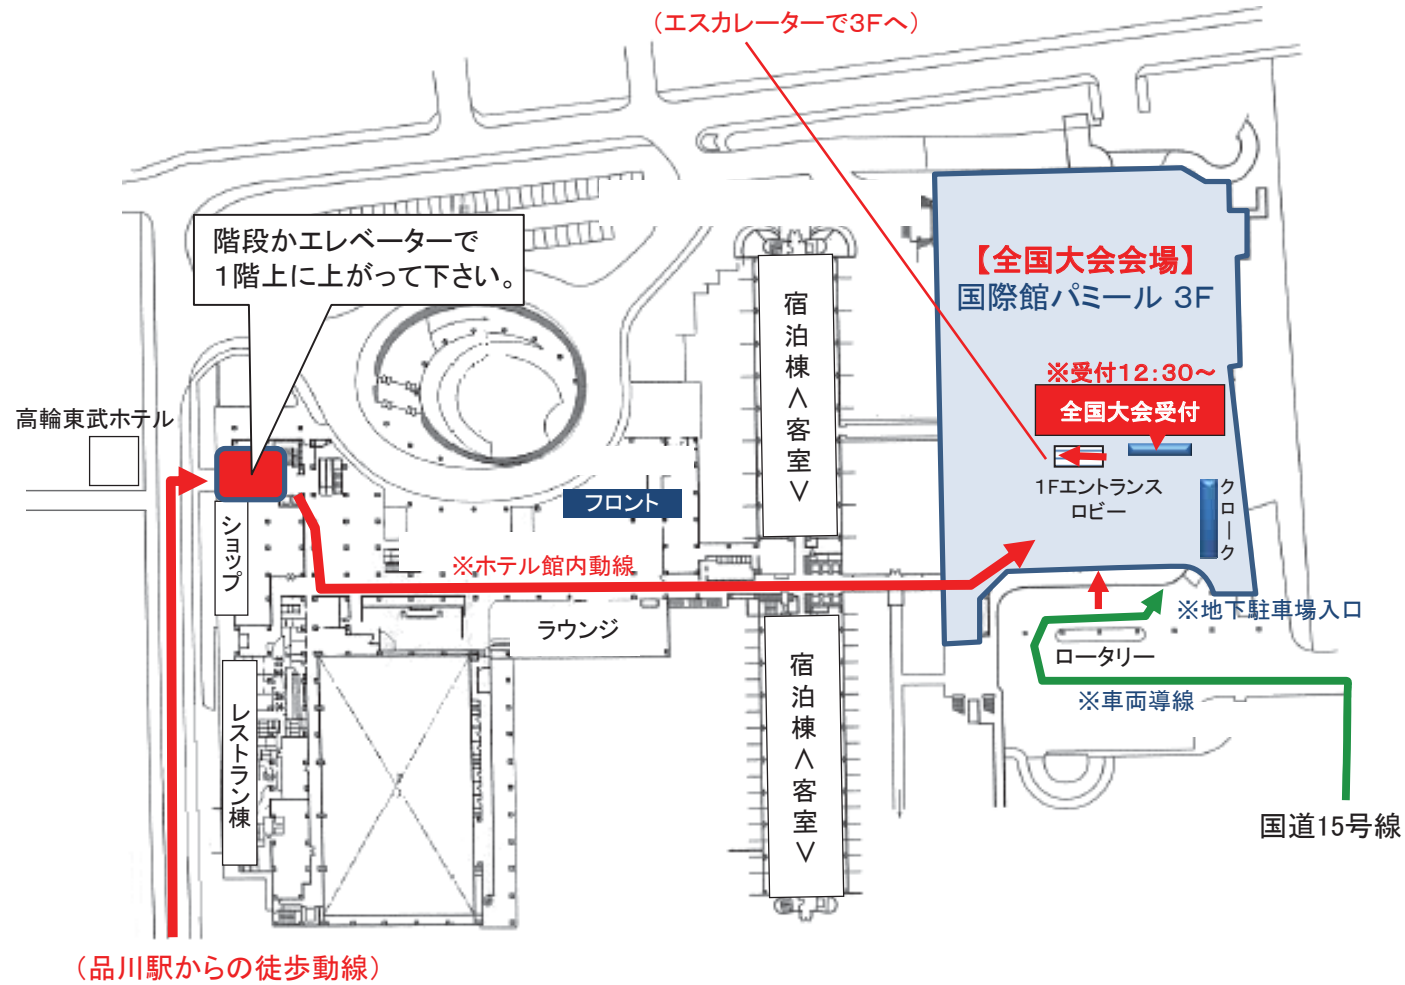 （エスカレーターで３Fへ）
階段かエレベーターで
１階上に上がって下さい。
【全国大会会場】
国際館パミール ３F
※受付１２：３０～
全国大会受付
1Fエントランス
ロビー
クローク
高輪東武ホテル
宿泊棟＜客室＞
フロント
ショップ
※ホテル館内動線
※地下駐車場入口
ラウンジ
ロータリー
宿泊棟＜客室＞
※車両導線
レストラン棟
国道15号線
（品川駅からの徒歩動線）